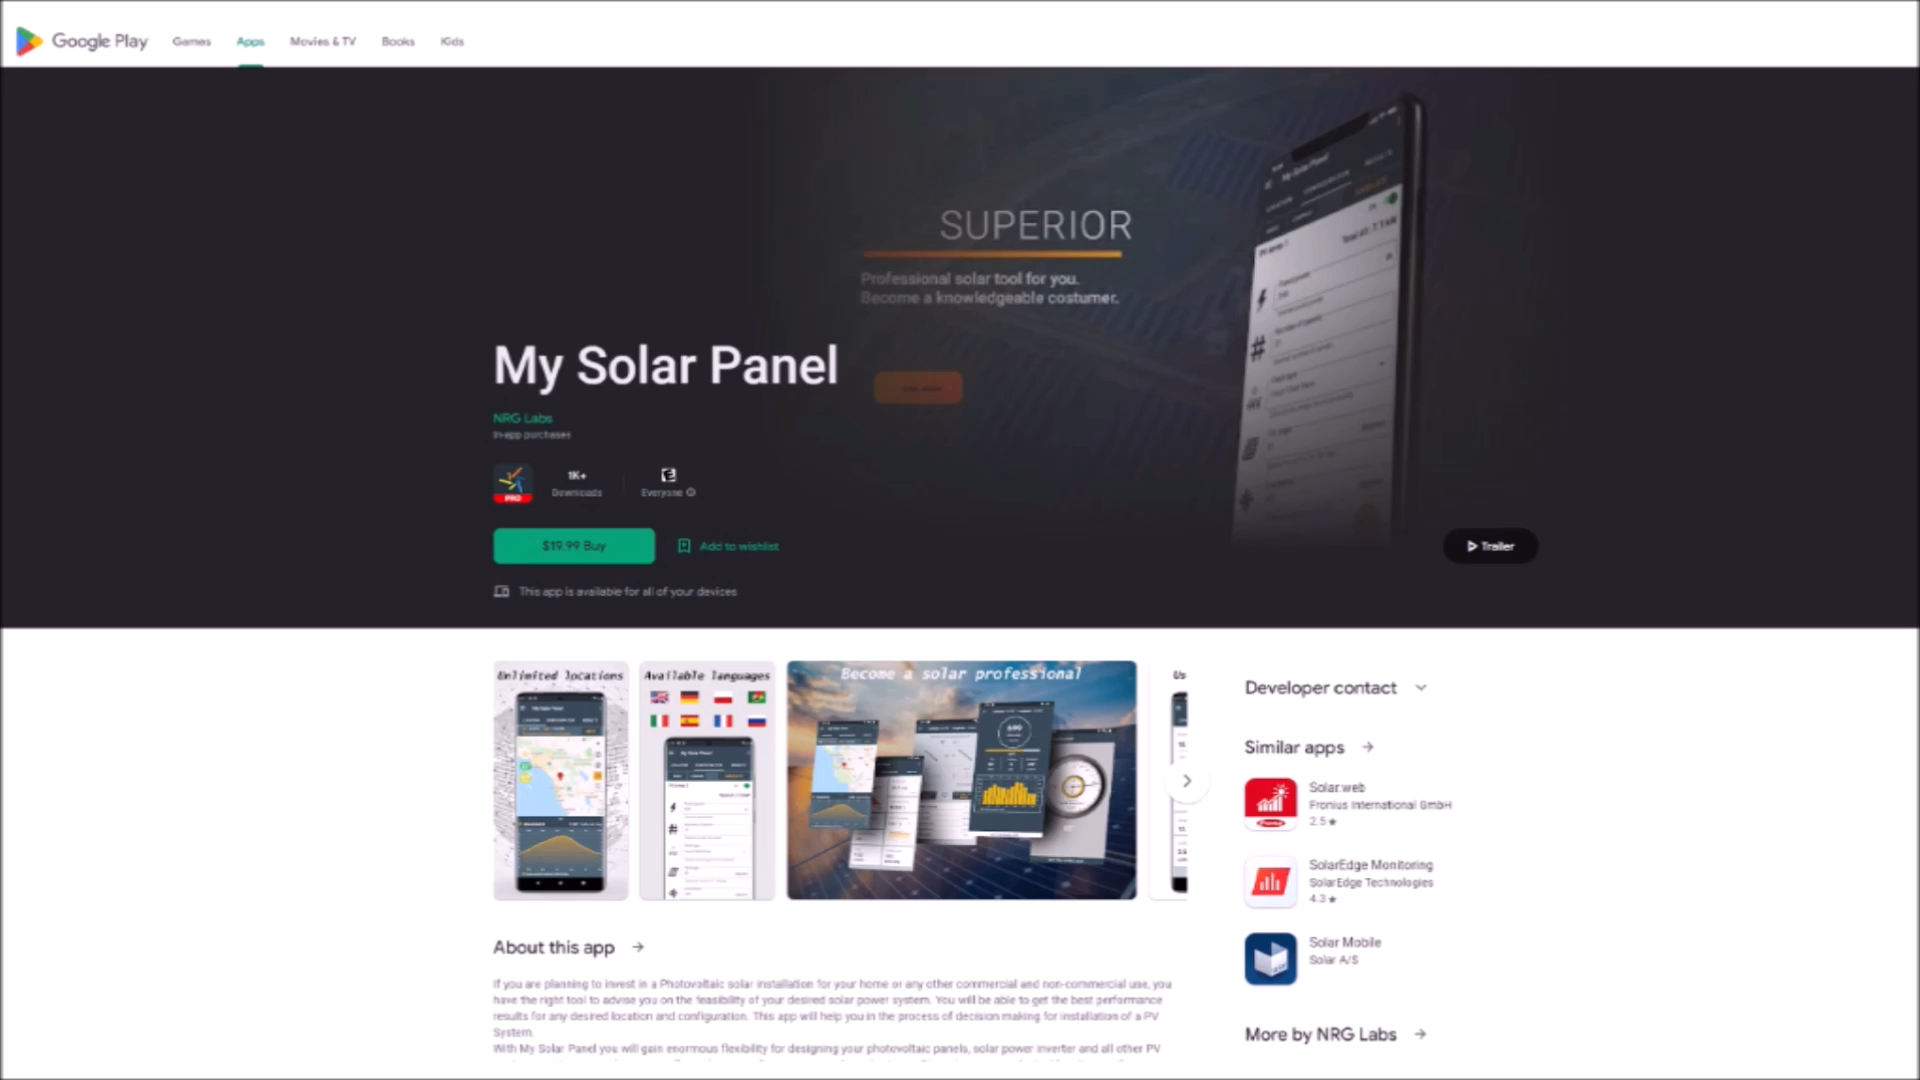 Google Play
Games
Apps
Movies & TV
Books
Kids
SUPERIOR
Professional solar tool for you.
Become a knowledgeable costumer.
My Solar Panel
NRG Labs
In-app purchases
PRO
1K+
Downloads
E
Everyone
$19.99 Buy
Add to wishlist
Trailer
This app is available for all of your devices
Unlimited locations
Available languages
Become a solar professional
Us
My Solar Panel
Developer contact
Similar apps
Solar.web
Fronius International GmbH
2.5★
SolarEdge Monitoring
SolarEdge Technologies
4.3★
Solar Mobile
Solar A/S
More by NRG Labs
About this app
If you are planning to invest in a Photovoltaic solar installation for your home or any other commercial and non-commercial use, you
have the right tool to advise you on the feasibility of your desired solar power system. You will be able to get the best performance
results for any desired location and configuration. This app will help you in the process of decision making for installation of a PV
System.
With My Solar Panel you will gain enormous flexibility for designing your photovoltaic panels, solar power inverter and all other PV